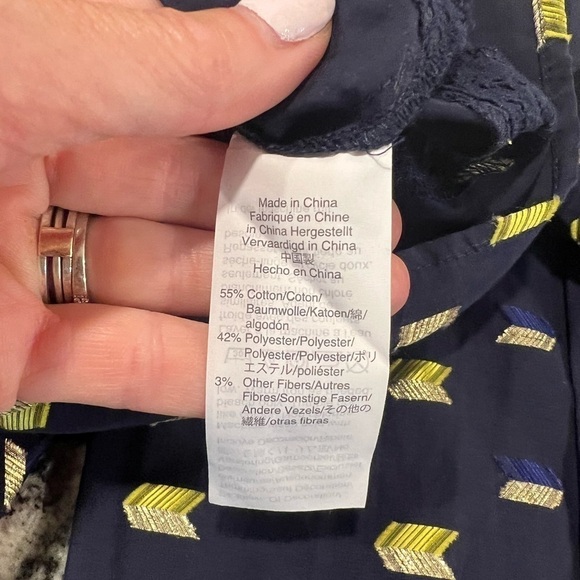 Made in China
Fabriqué en Chine
in China Hergestellt
Vervaardigd in China
中国製
Hecho en China
55% Cotton/Coton/
Baumwolle/Katoen/綿/
algodón
42% Polyester/Polyester/
Polyester/Polyester/ポリ
エステル/poliéster
3% Other Fibers/Autres
Fibres/Sonstige Fasern/
Andere Vezels/その他の
繊維/otras fibras